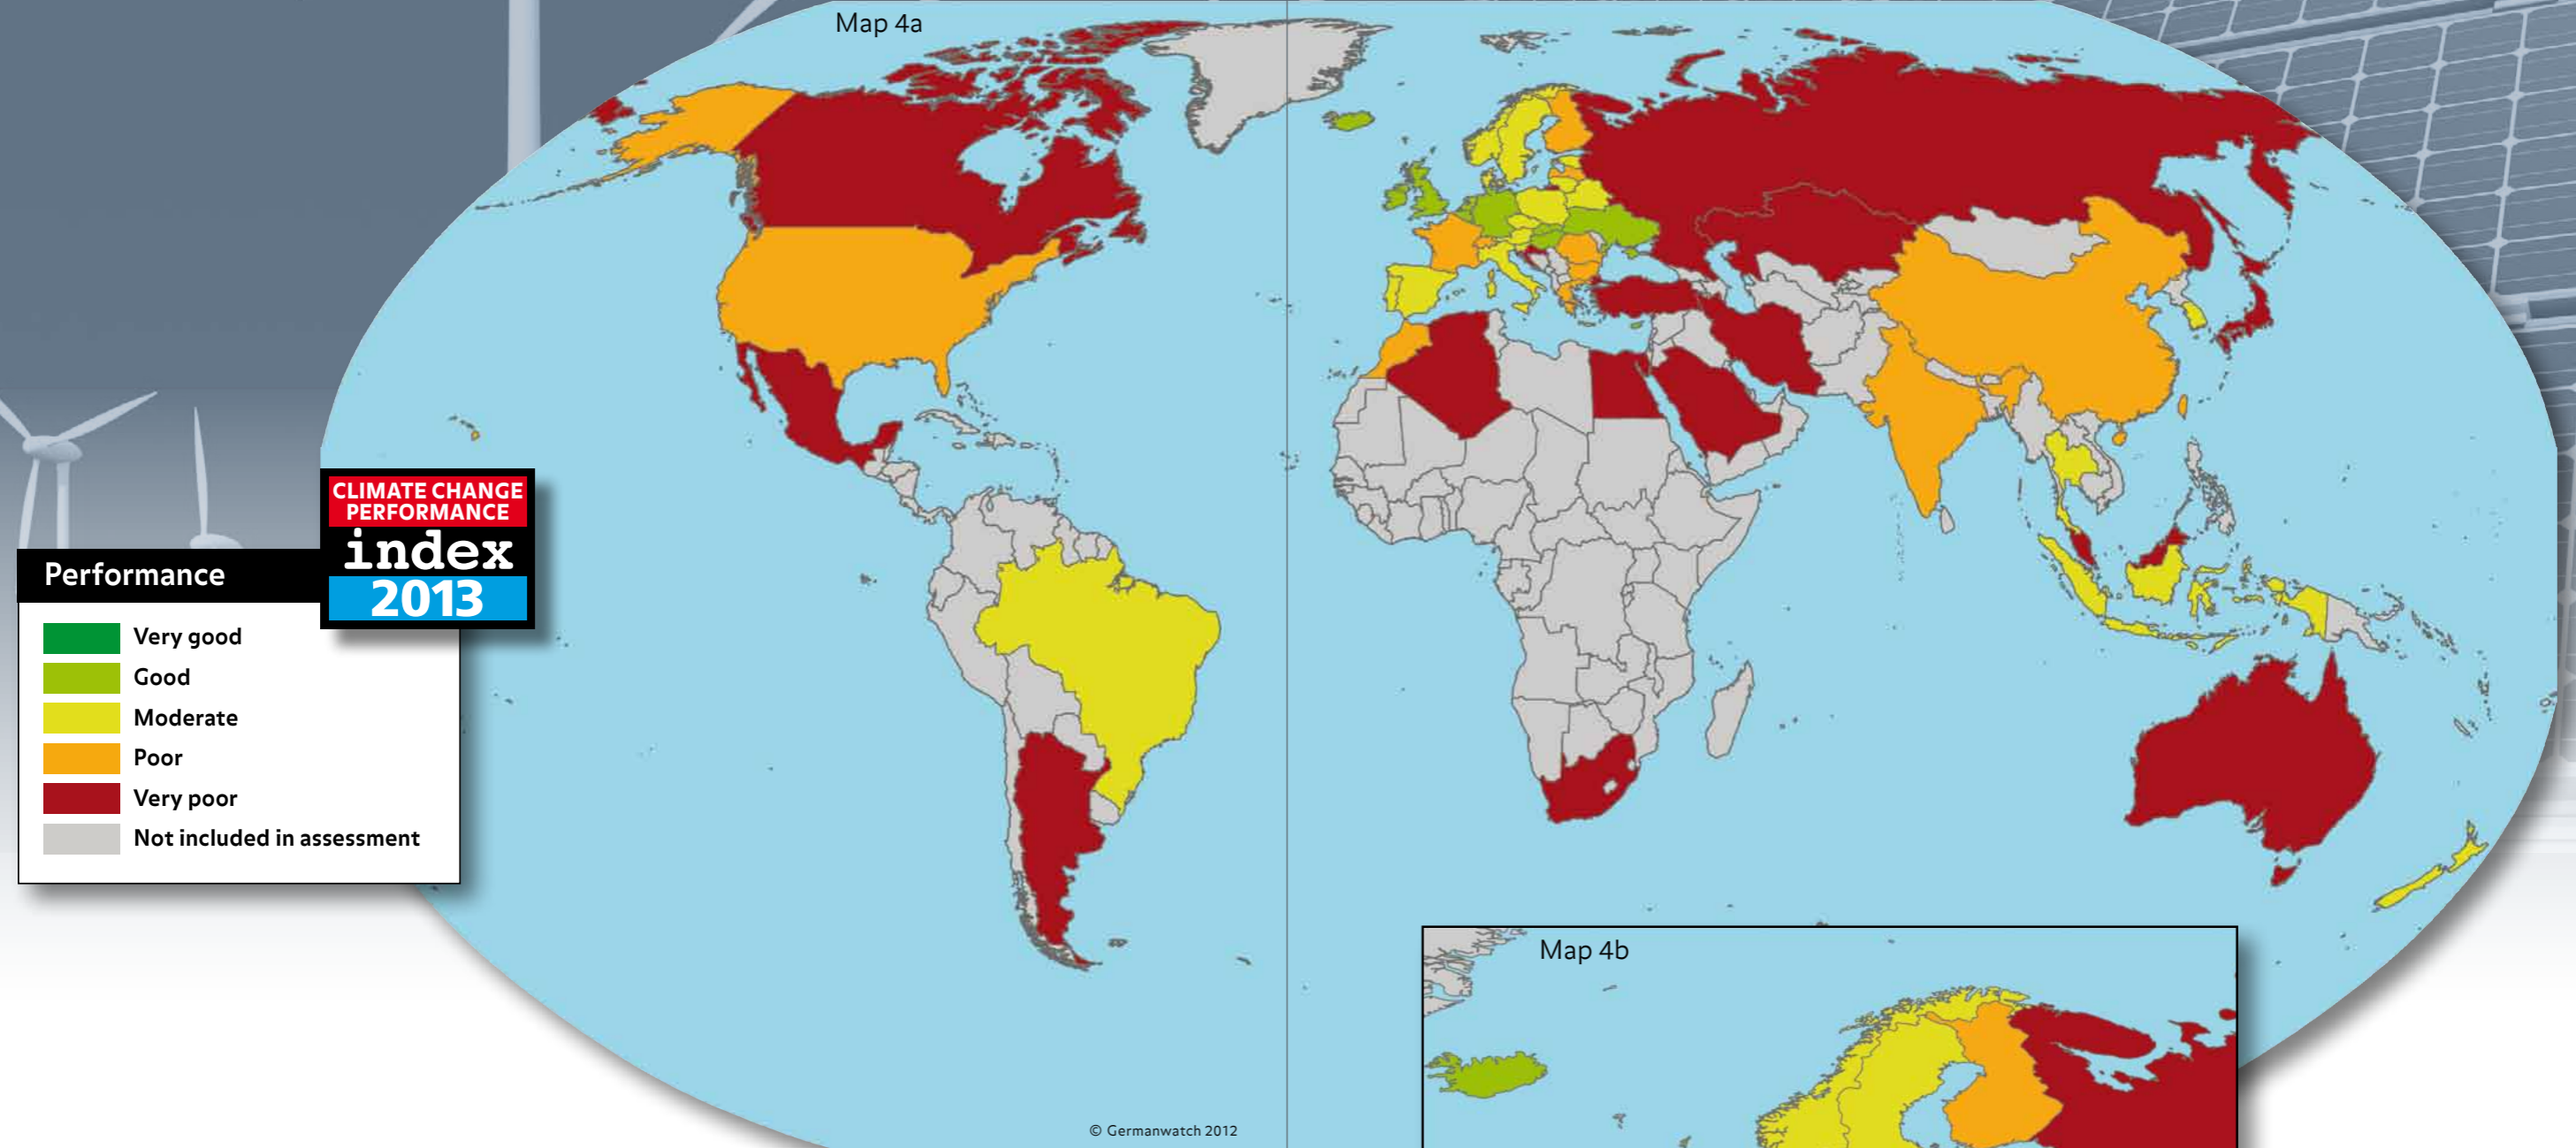 Map 4a
CLIMATE CHANGE
PERFORMANCE
index
2013
Performance
Very good
Good
Moderate
Poor
Very poor
Not included in assessment
Map 4b
© Germanwatch 2012